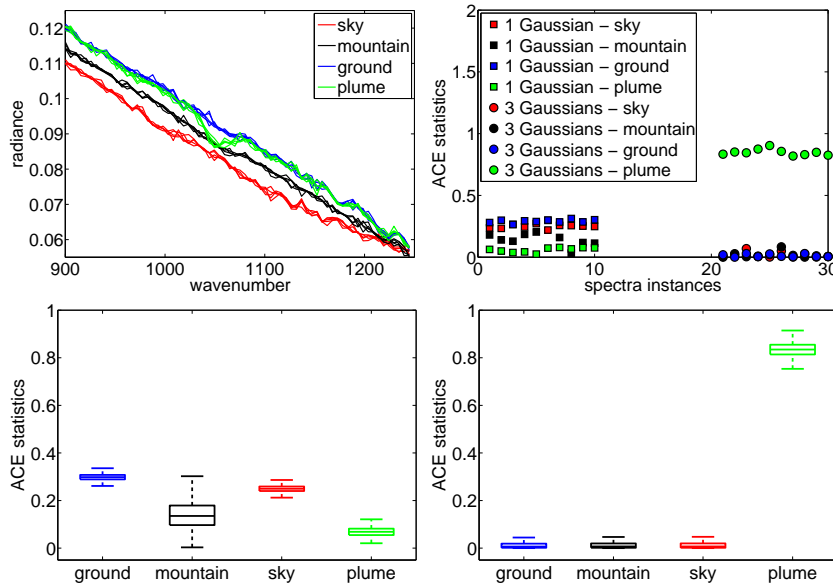 0.12
0.11
0.1
0.09
0.08
0.07
0.06
radiance
900 1000 1100 1200
wavenumber
sky
mountain
ground
plume
2
1
0.5
0
ACE statistics
0 10 20 30
spectra instances
1 Gaussian − sky
1 Gaussian − mountain
1 Gaussian − ground
1 Gaussian − plume
3 Gaussians − sky
3 Gaussians − mountain
3 Gaussians − ground
3 Gaussians − plume
1
0.8
0.6
0.4
0.2
0
ACE statistics
ground mountain sky plume
1
0.8
0.6
0.4
0.2
0
ACE statistics
ground mountain sky plume